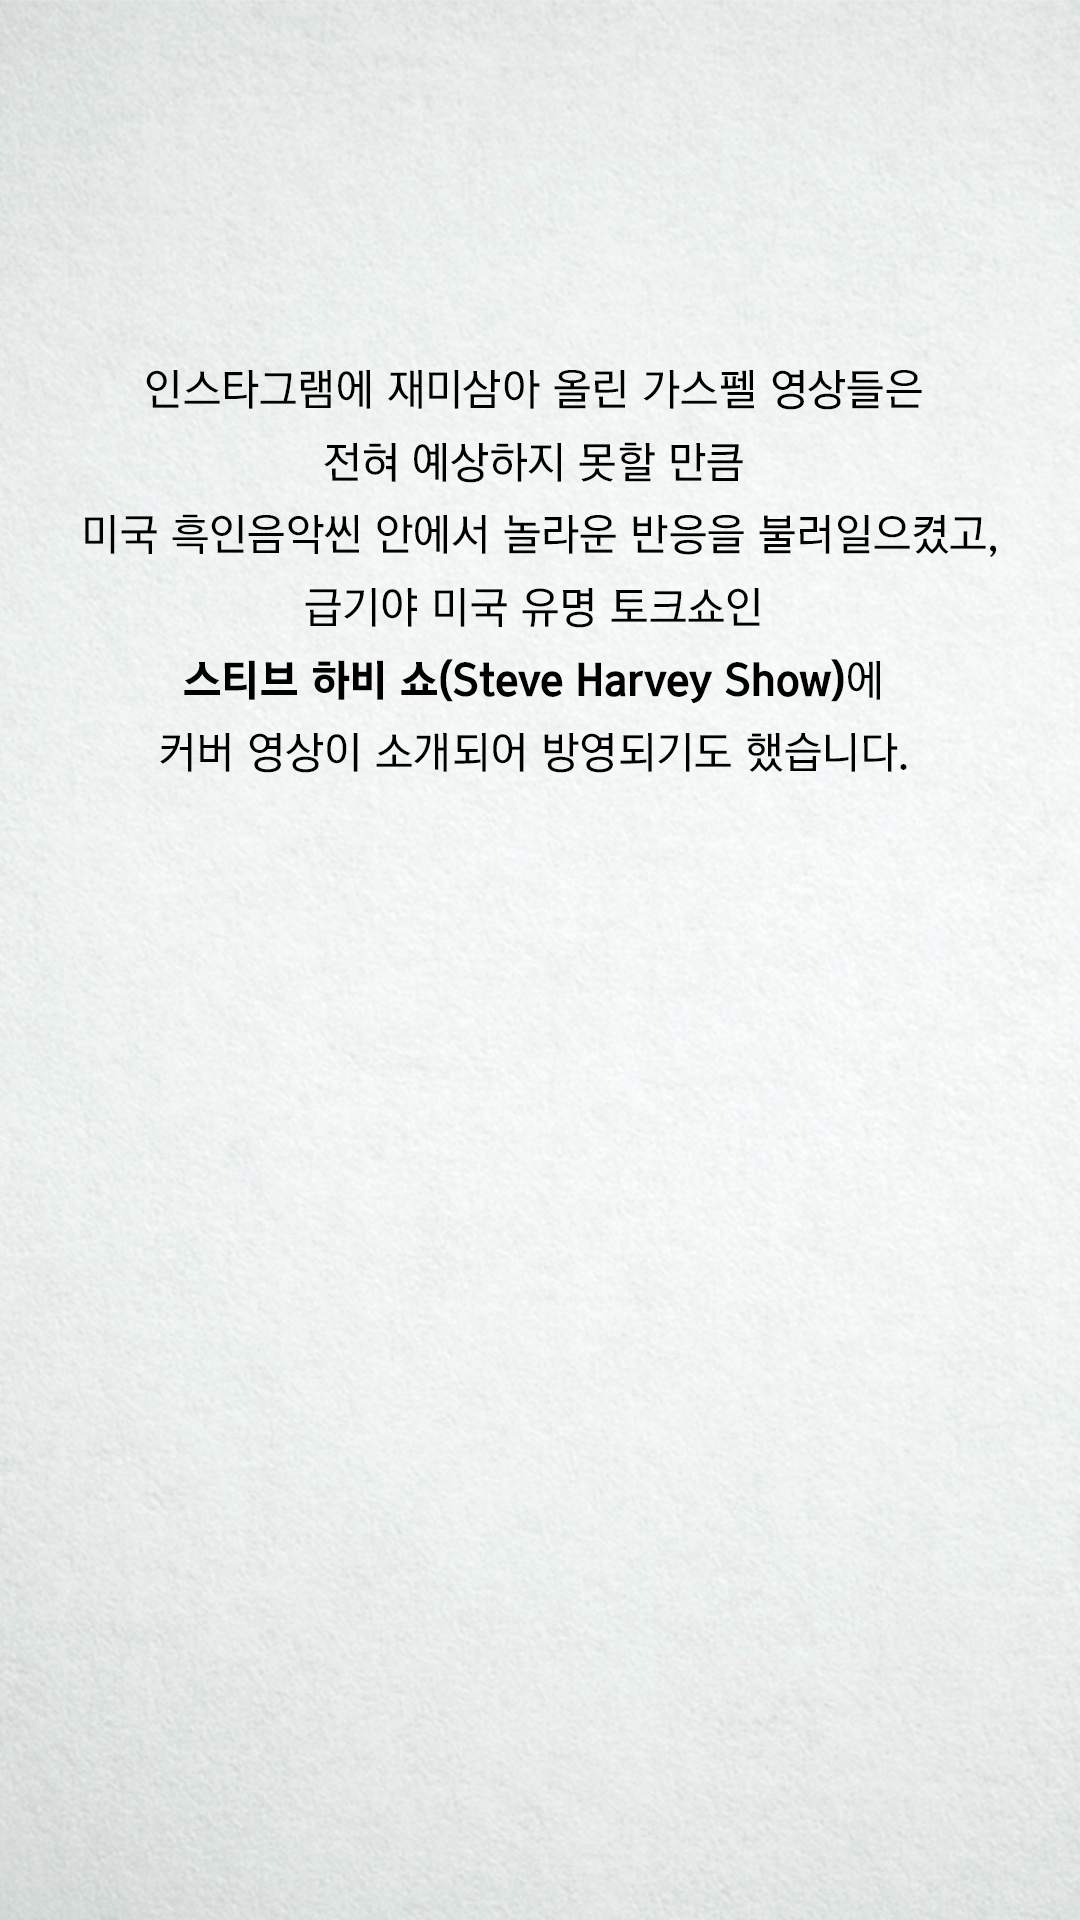 인스타그램에 재미삼아 올린 가스펠 영상들은
전혀 예상하지 못할 만큼
미국 흑인음악씬 안에서 놀라운 반응을 불러일으켰고,
급기야 미국 유명 토크쇼인
스티브 하비 쇼(Steve Harvey Show)에
커버 영상이 소개되어 방영되기도 했습니다.